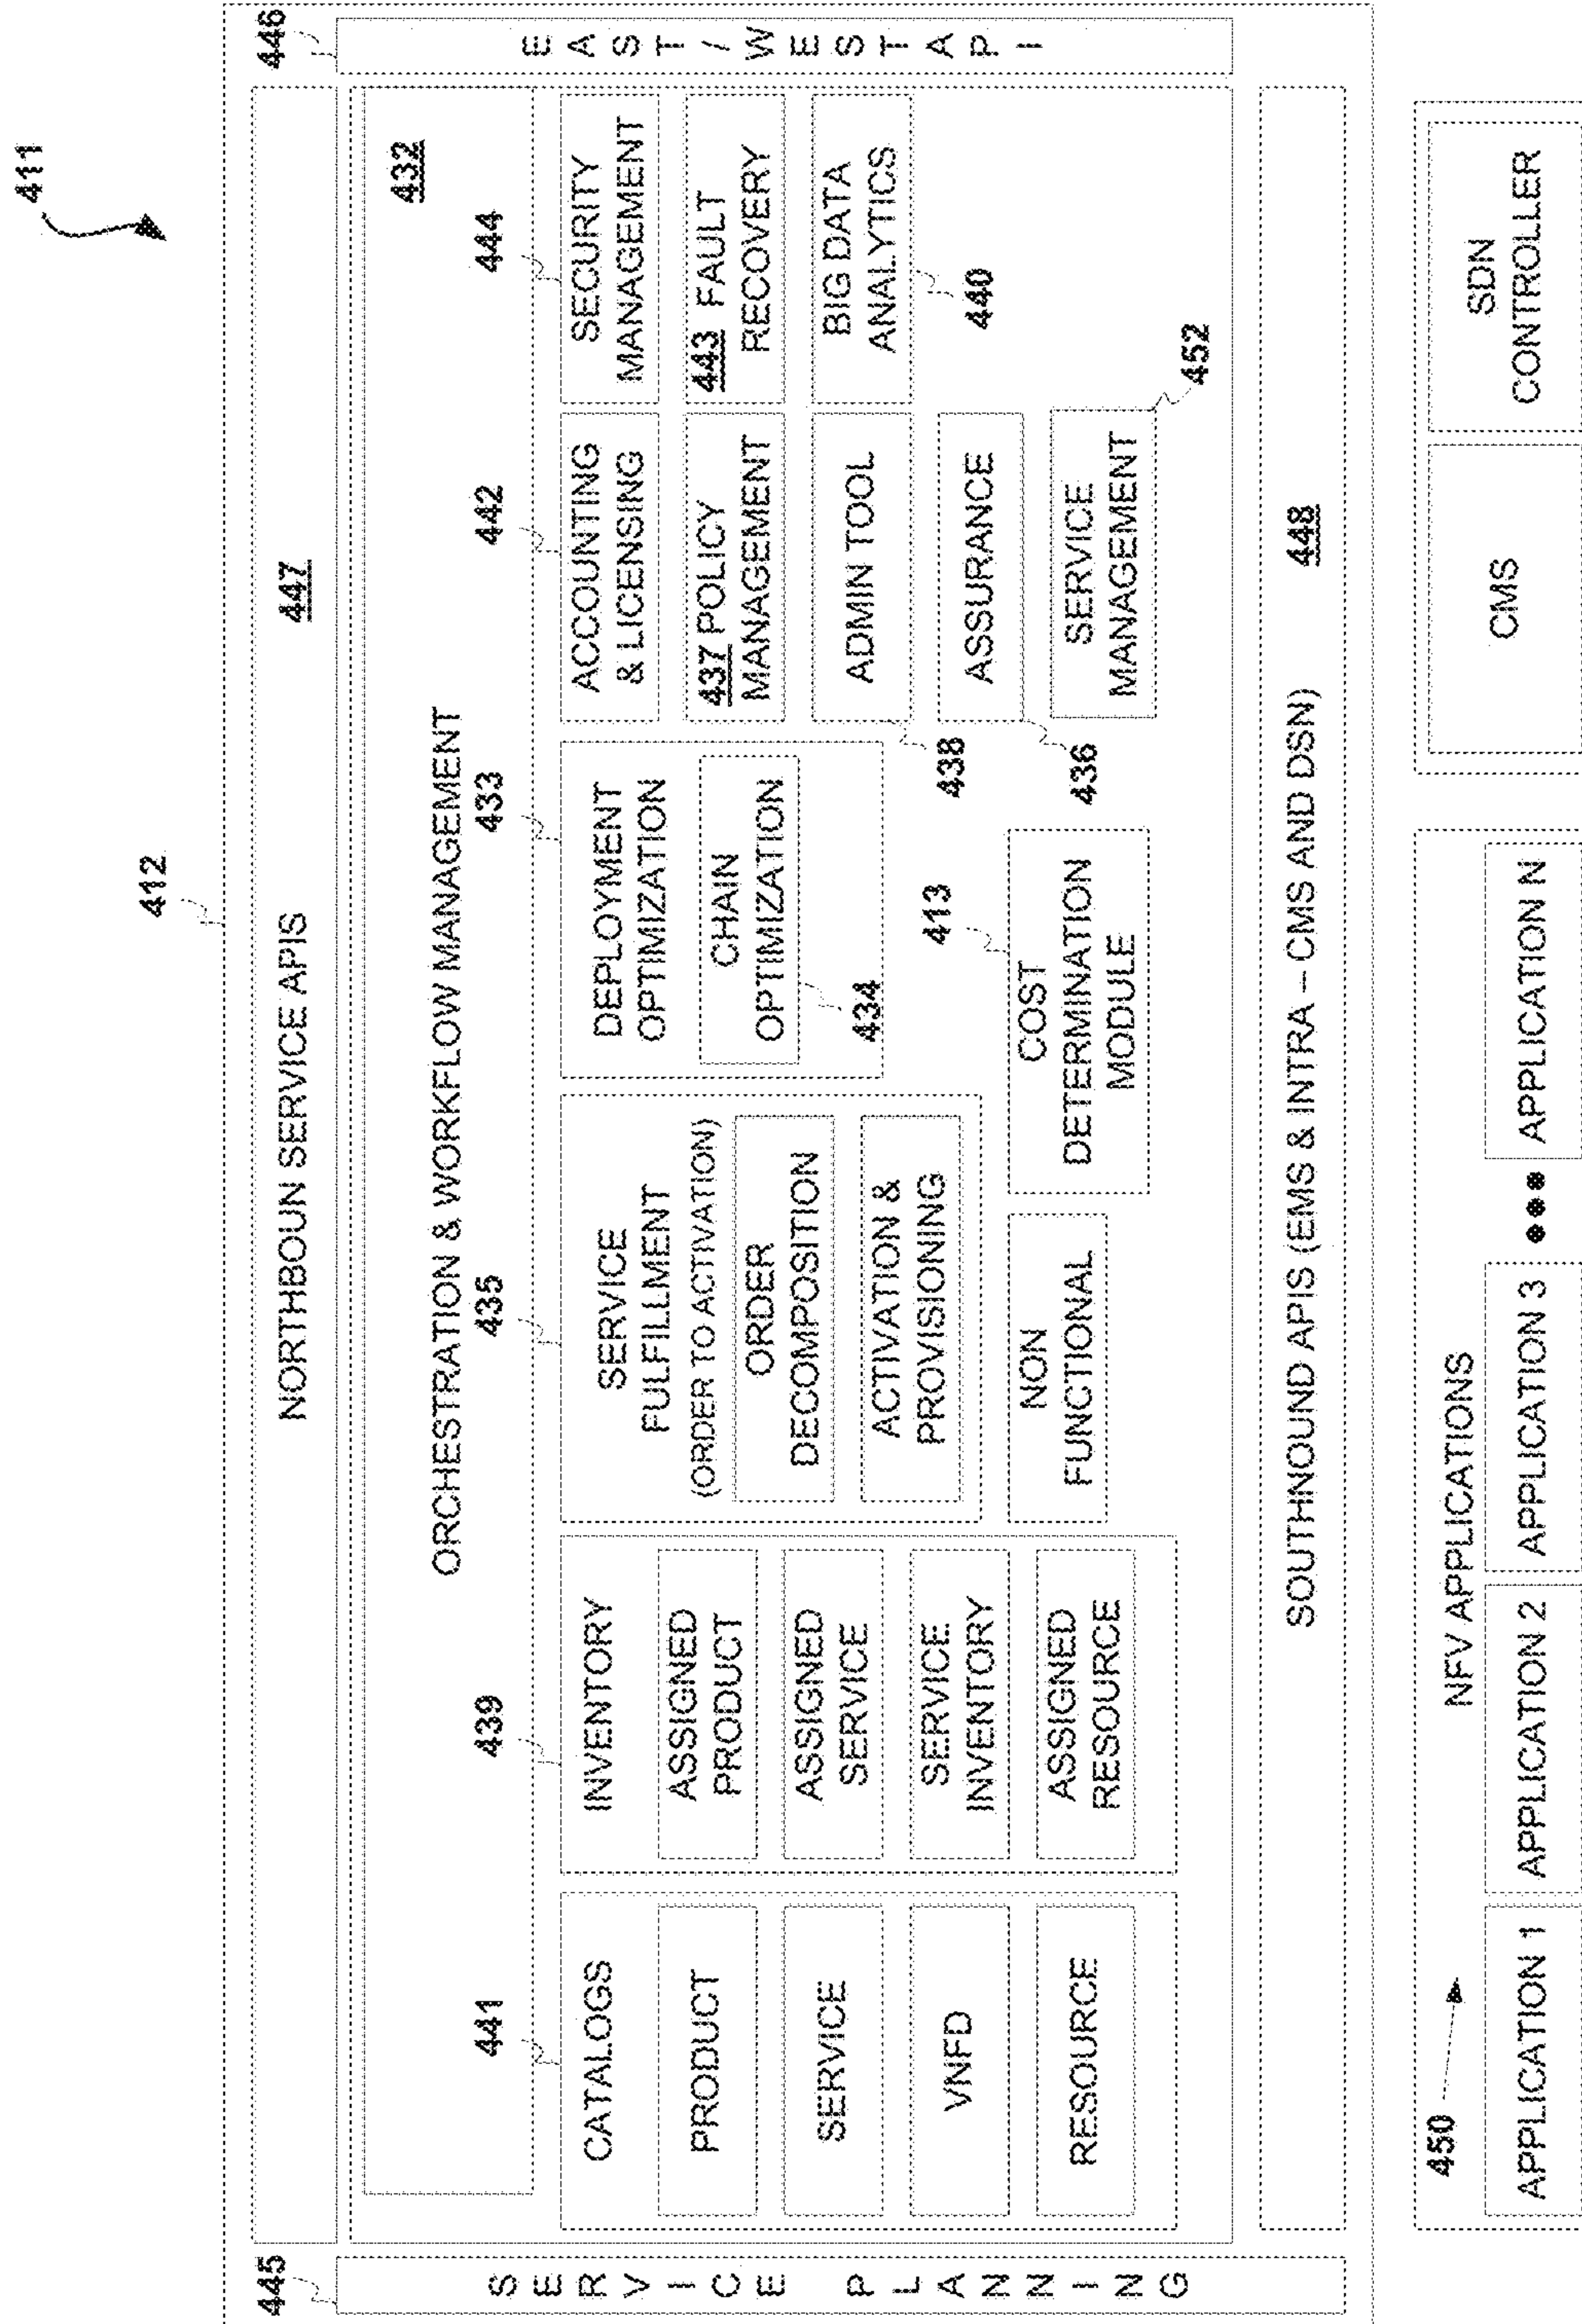 411
412
446
NORTHBOUN SERVICE APIS
447
445
SERVICE PLANNING
EAST/WEST API
432
ORCHESTRATION & WORKFLOW MANAGEMENT
441
CATALOGS
PRODUCT
SERVICE
VNFD
RESOURCE
439
INVENTORY
ASSIGNED
PRODUCT
ASSIGNED
SERVICE
SERVICE
INVENTORY
ASSIGNED
RESOURCE
435
SERVICE
FULFILLMENT
(ORDER TO ACTIVATION)
ORDER
DECOMPOSITION
ACTIVATION &
PROVISIONING
NON
FUNCTIONAL
433
DEPLOYMENT
OPTIMIZATION
CHAIN
OPTIMIZATION
434
413
COST
DETERMINATION
MODULE
442
ACCOUNTING
& LICENSING
437 POLICY
MANAGEMENT
ADMIN TOOL
438
ASSURANCE
436
SERVICE
MANAGEMENT
452
444
SECURITY
MANAGEMENT
443 FAULT
RECOVERY
BIG DATA
ANALYTICS
440
SOUTHNOUND APIS (EMS & INTRA – CMS AND DSN)
448
450
NFV APPLICATIONS
APPLICATION 1
APPLICATION 2
APPLICATION 3
●●●
APPLICATION N
CMS
SDN
CONTROLLER